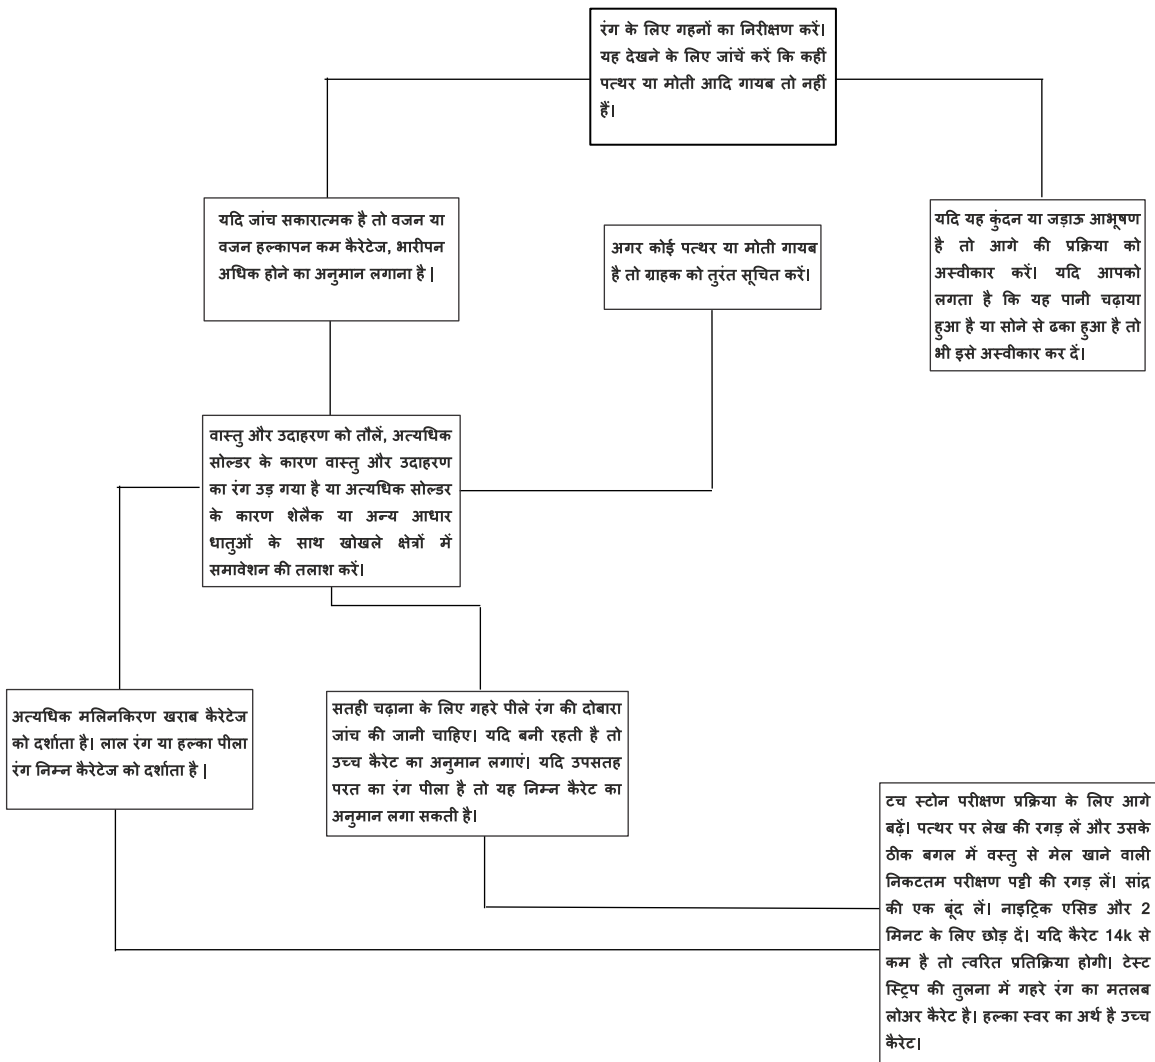 रंग के लिए गहनों का निरीक्षण करें।
यह देखने के लिए जांचें करें कि कहीं
पत्थर या मोती आदि गायब तो नहीं
हैं।
यदि जांच सकारात्मक है तो वजन या
वजन हल्कापन कम कैरेटेज, भारीपन
अधिक होने का अनुमान लगाना है |
अगर कोई पत्थर या मोती गायब
है तो ग्राहक को तुरंत सूचित करें।
यदि यह कुंदन या जड़ाऊ आभूषण
है तो आगे की प्रक्रिया को
अस्वीकार करें। यदि आपको
लगता है कि यह पानी चढ़ाया
हुआ है या सोने से ढका हुआ है तो
भी इसे अस्वीकार कर दें।
वास्तु और उदाहरण को तौलें, अत्यधिक
सोल्डर के कारण वास्तु और उदाहरण
का रंग उड़ गया है या अत्यधिक सोल्डर
के कारण शेलैक या अन्य आधार
धातुओं के साथ खोखले क्षेत्रों में
समावेशन की तलाश करें।
अत्यधिक मलिनकिरण खराब कैरेटेज
को दर्शाता है। लाल रंग या हल्का पीला
रंग निम्न कैरेटेज को दर्शाता है |
सतही चढ़ाना के लिए गहरे पीले रंग की दोबारा
जांच की जानी चाहिए। यदि बनी रहती है तो
उच्च कैरेट का अनुमान लगाएं। यदि उपसतह
परत का रंग पीला है तो यह निम्न कैरेट का
अनुमान लगा सकती है।
टच स्टोन परीक्षण प्रक्रिया के लिए आगे
बढ़ें। पत्थर पर लेख की रगड़ लें और उसके
ठीक बगल में वस्तु से मेल खाने वाली
निकटतम परीक्षण पट्टी की रगड़ लें। सांद्र
की एक बूंद लें। नाइट्रिक एसिड और 2
मिनट के लिए छोड़ दें। यदि कैरेट 14k से
कम है तो त्वरित प्रतिक्रिया होगी। टेस्ट
स्ट्रिप की तुलना में गहरे रंग का मतलब
लोअर कैरेट है। हल्का स्वर का अर्थ है उच्च
कैरेट।